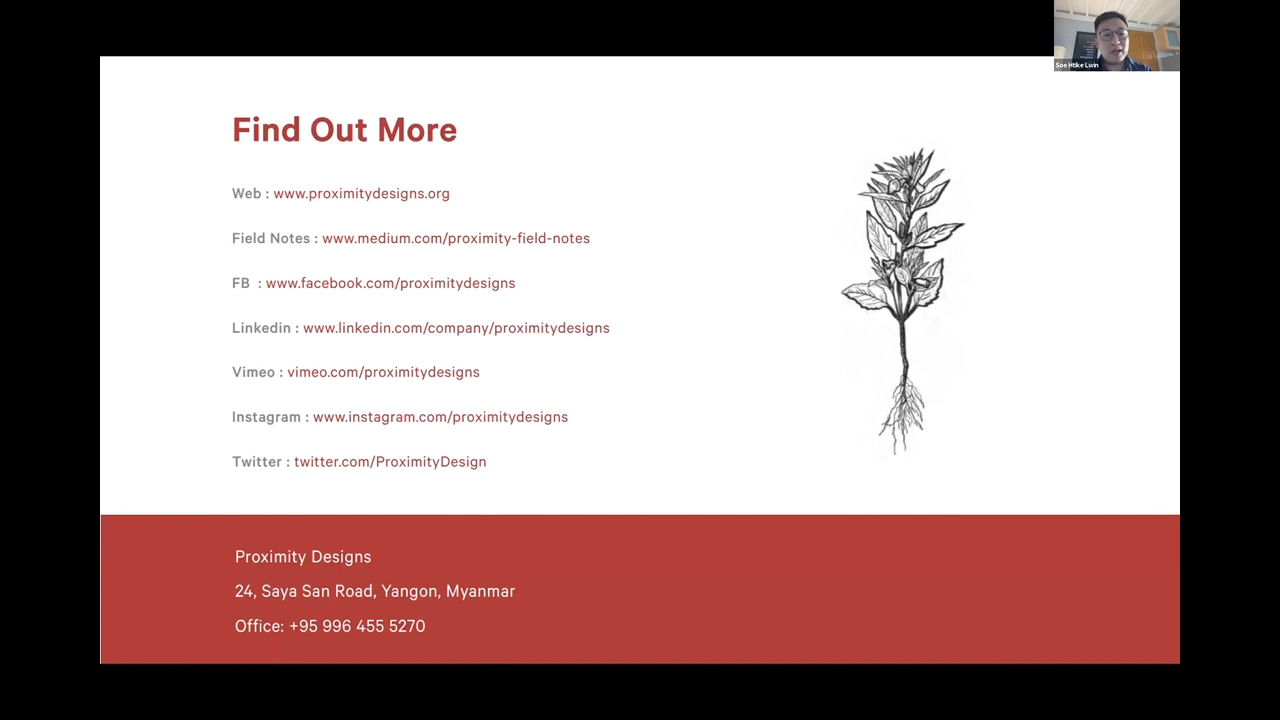 Soe Htike Lwin
Find Out More
Web : www.proximitydesigns.org
Field Notes : www.medium.com/proximity-field-notes
FB : www.facebook.com/proximitydesigns
Linkedin : www.linkedin.com/company/proximitydesigns
Vimeo : vimeo.com/proximitydesigns
Instagram : www.instagram.com/proximitydesigns
Twitter : twitter.com/ProximityDesign
Proximity Designs
24, Saya San Road, Yangon, Myanmar
Office: +95 996 455 5270